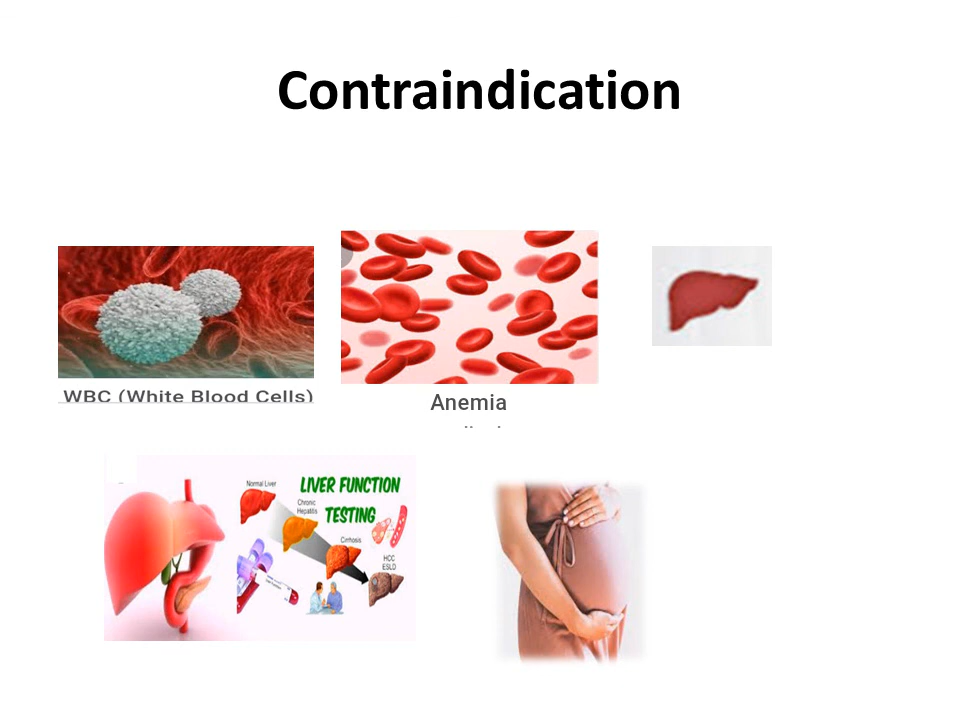 Contraindication
WBC (White Blood Cells)
Anemia
LIVER FUNCTION
TESTING
Normal Liver
Chronic
Hepatitis
Cirrhosis
HCC
ESLD